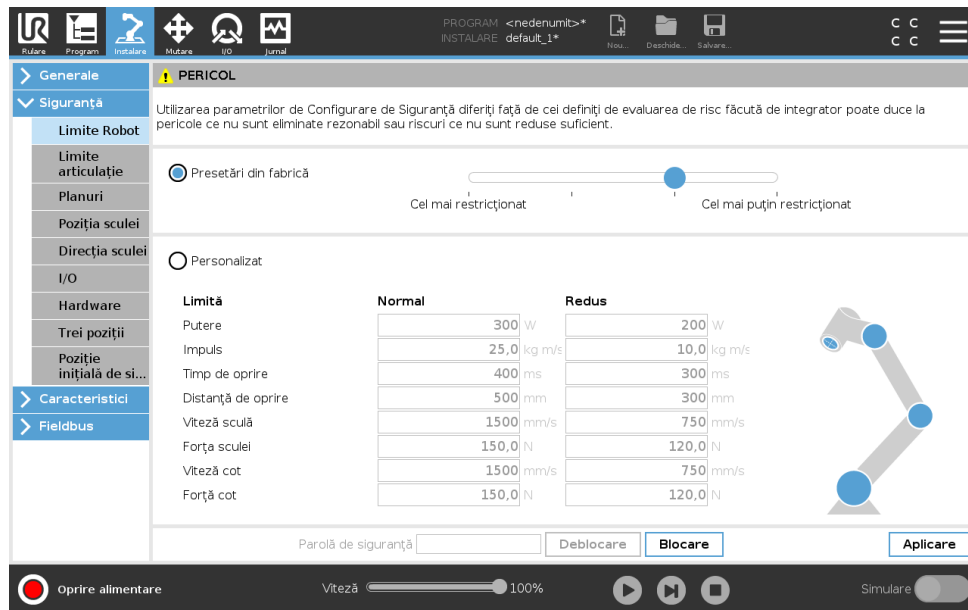 PROGRAM <nedenumit>*
INSTALARE default_1*
Rulare Program Instalare Mutare I/O Jurnal Nou... Deschide... Salvare...
C C
C C
Generale
Siguranță
Limite Robot
Limite
articulație
Planuri
Poziția sculei
Direcția sculei
I/O
Hardware
Trei poziții
Poziție
inițială de si...
Caracteristici
Fieldbus
PERICOL
Utilizarea parametrilor de Configurare de Siguranță diferiți față de cei definiți de evaluarea de risc făcută de integrator poate duce la
pericole ce nu sunt eliminate rezonabil sau riscuri ce nu sunt reduse suficient.
Presetări din fabrică
Cel mai restricționat Cel mai puțin restricționat
Personalizat
Limită Normal Redus
Putere 300 W 200 W
Impuls 25,0 kg m/s 10,0 kg m/s
Timp de oprire 400 ms 300 ms
Distanță de oprire 500 mm 300 mm
Viteză sculă 1500 mm/s 750 mm/s
Forța sculei 150,0 N 120,0 N
Viteză cot 1500 mm/s 750 mm/s
Forță cot 150,0 N 120,0 N
Parolă de siguranță Deblocare Blocare Aplicare
Oprire alimentare Viteză 100% Simulare